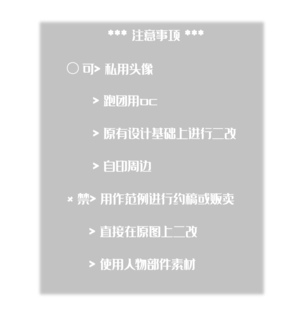 *** 注意事项 ***
○ 可> 私用头像
> 跑团用oc
> 原有设计基础上进行二改
> 自印周边
× 禁> 用作范例进行约稿或贩卖
> 直接在原图上二改
> 使用人物部件素材